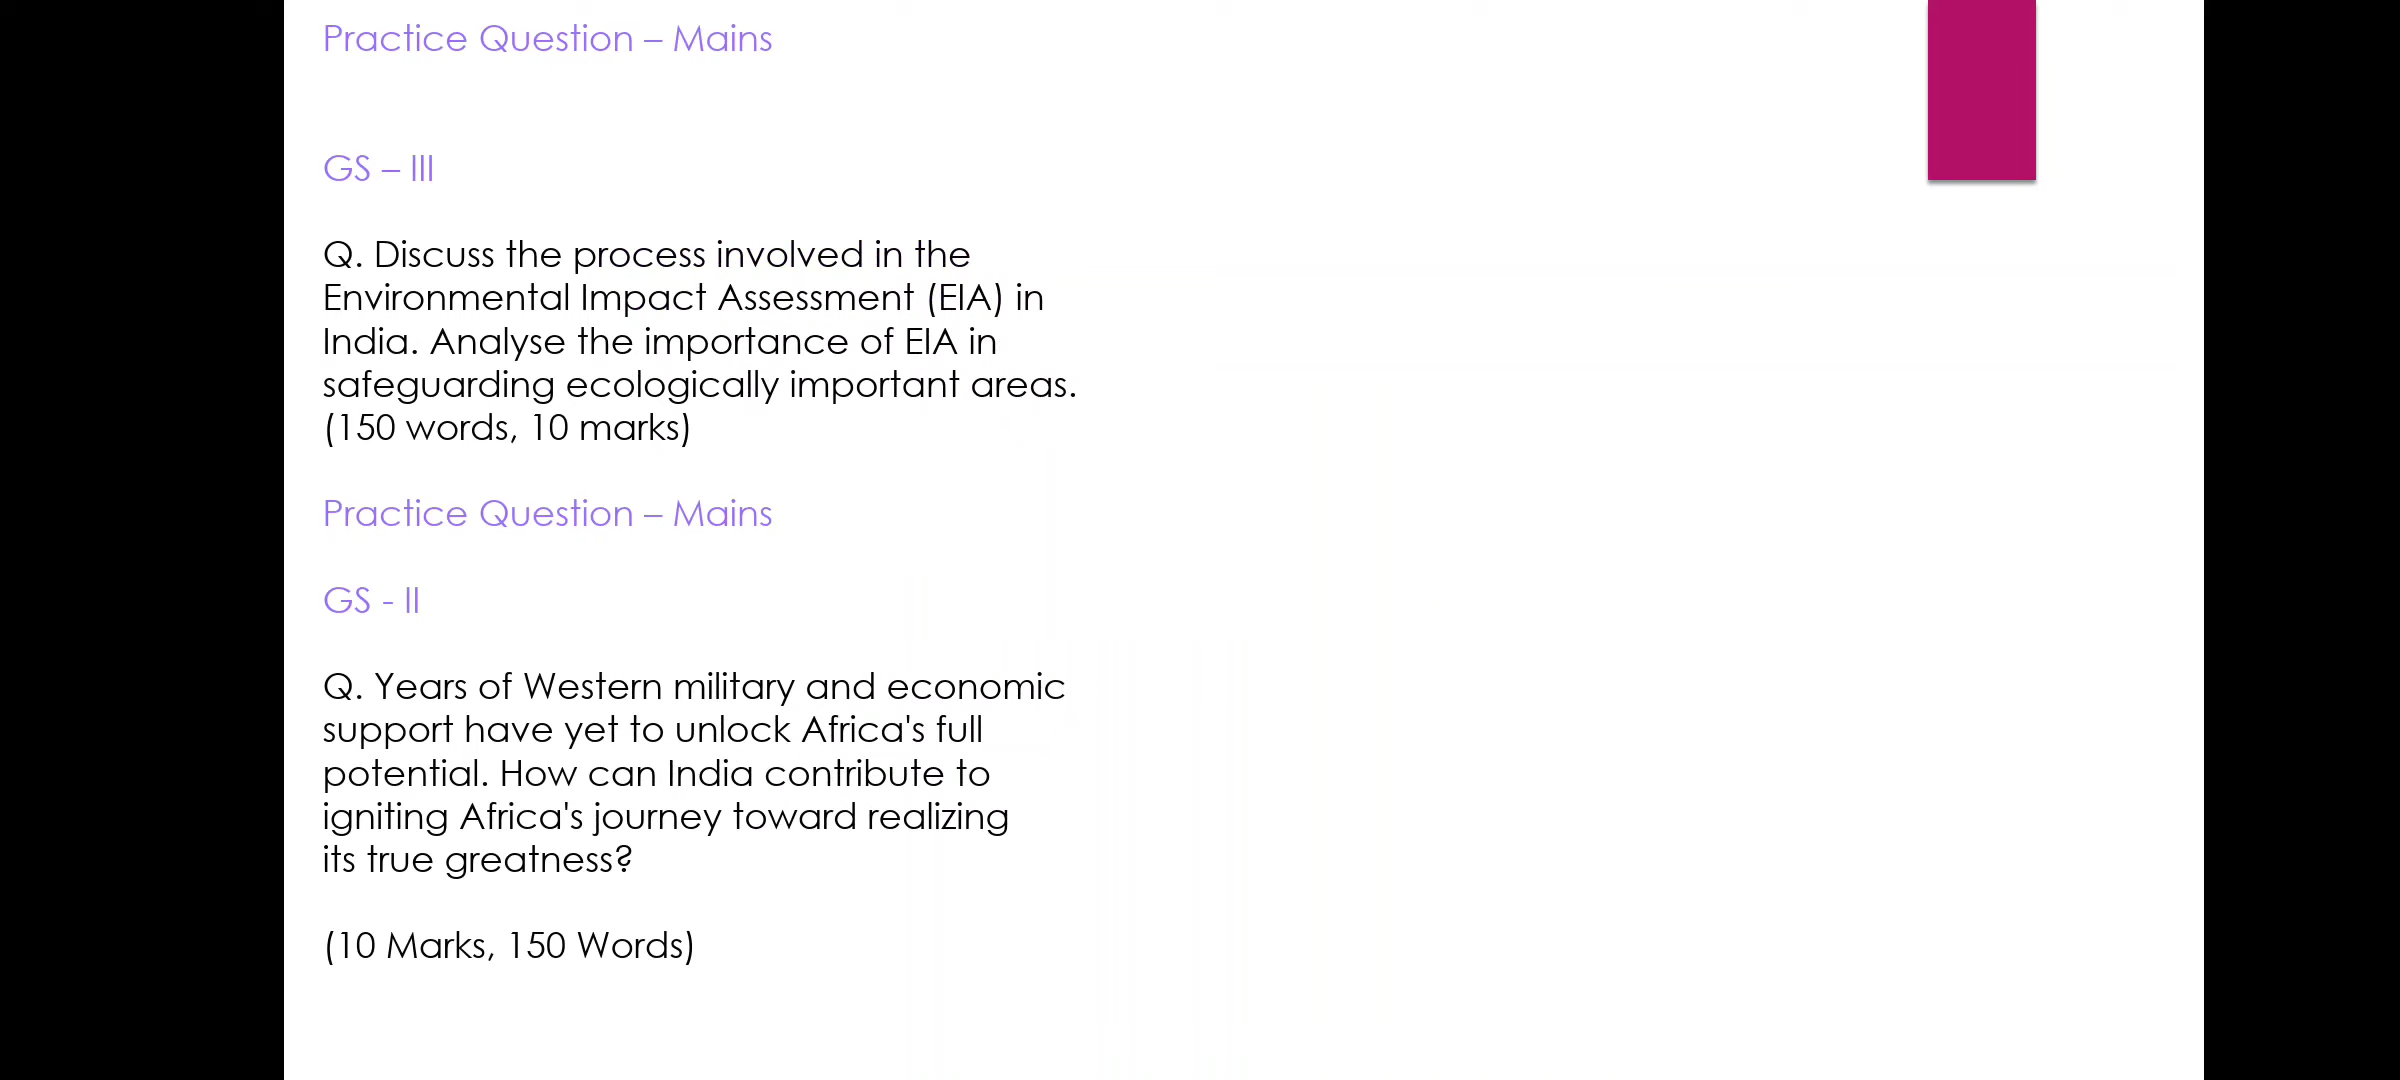 Practice Question – Mains
GS – III
Q. Discuss the process involved in the
Environmental Impact Assessment (EIA) in
India. Analyse the importance of EIA in
safeguarding ecologically important areas.
(150 words, 10 marks)
Practice Question – Mains
GS - II
Q. Years of Western military and economic
support have yet to unlock Africa's full
potential. How can India contribute to
igniting Africa's journey toward realizing
its true greatness?
(10 Marks, 150 Words)